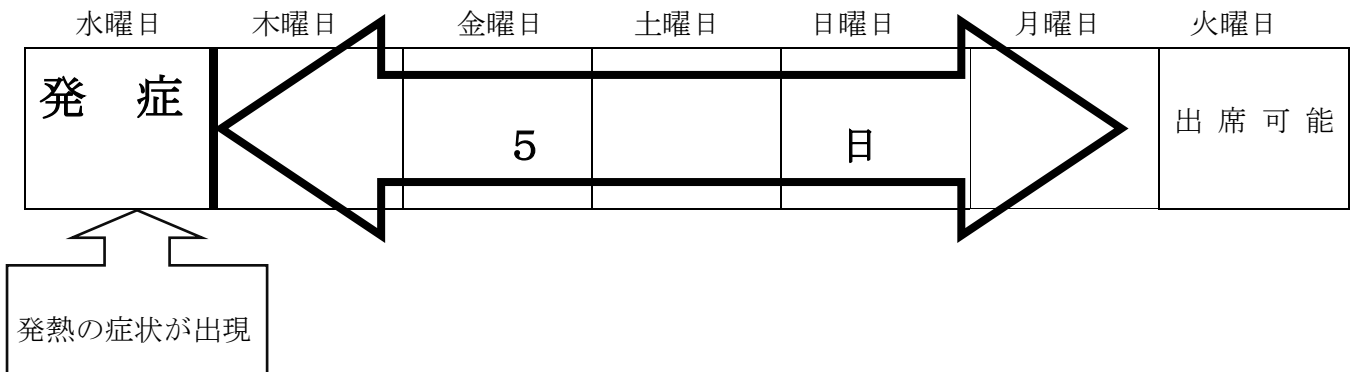 水曜日 木曜日 金曜日 土曜日 日曜日 月曜日 火曜日
発 症
出席可能
5 日
発熱の症状が出現